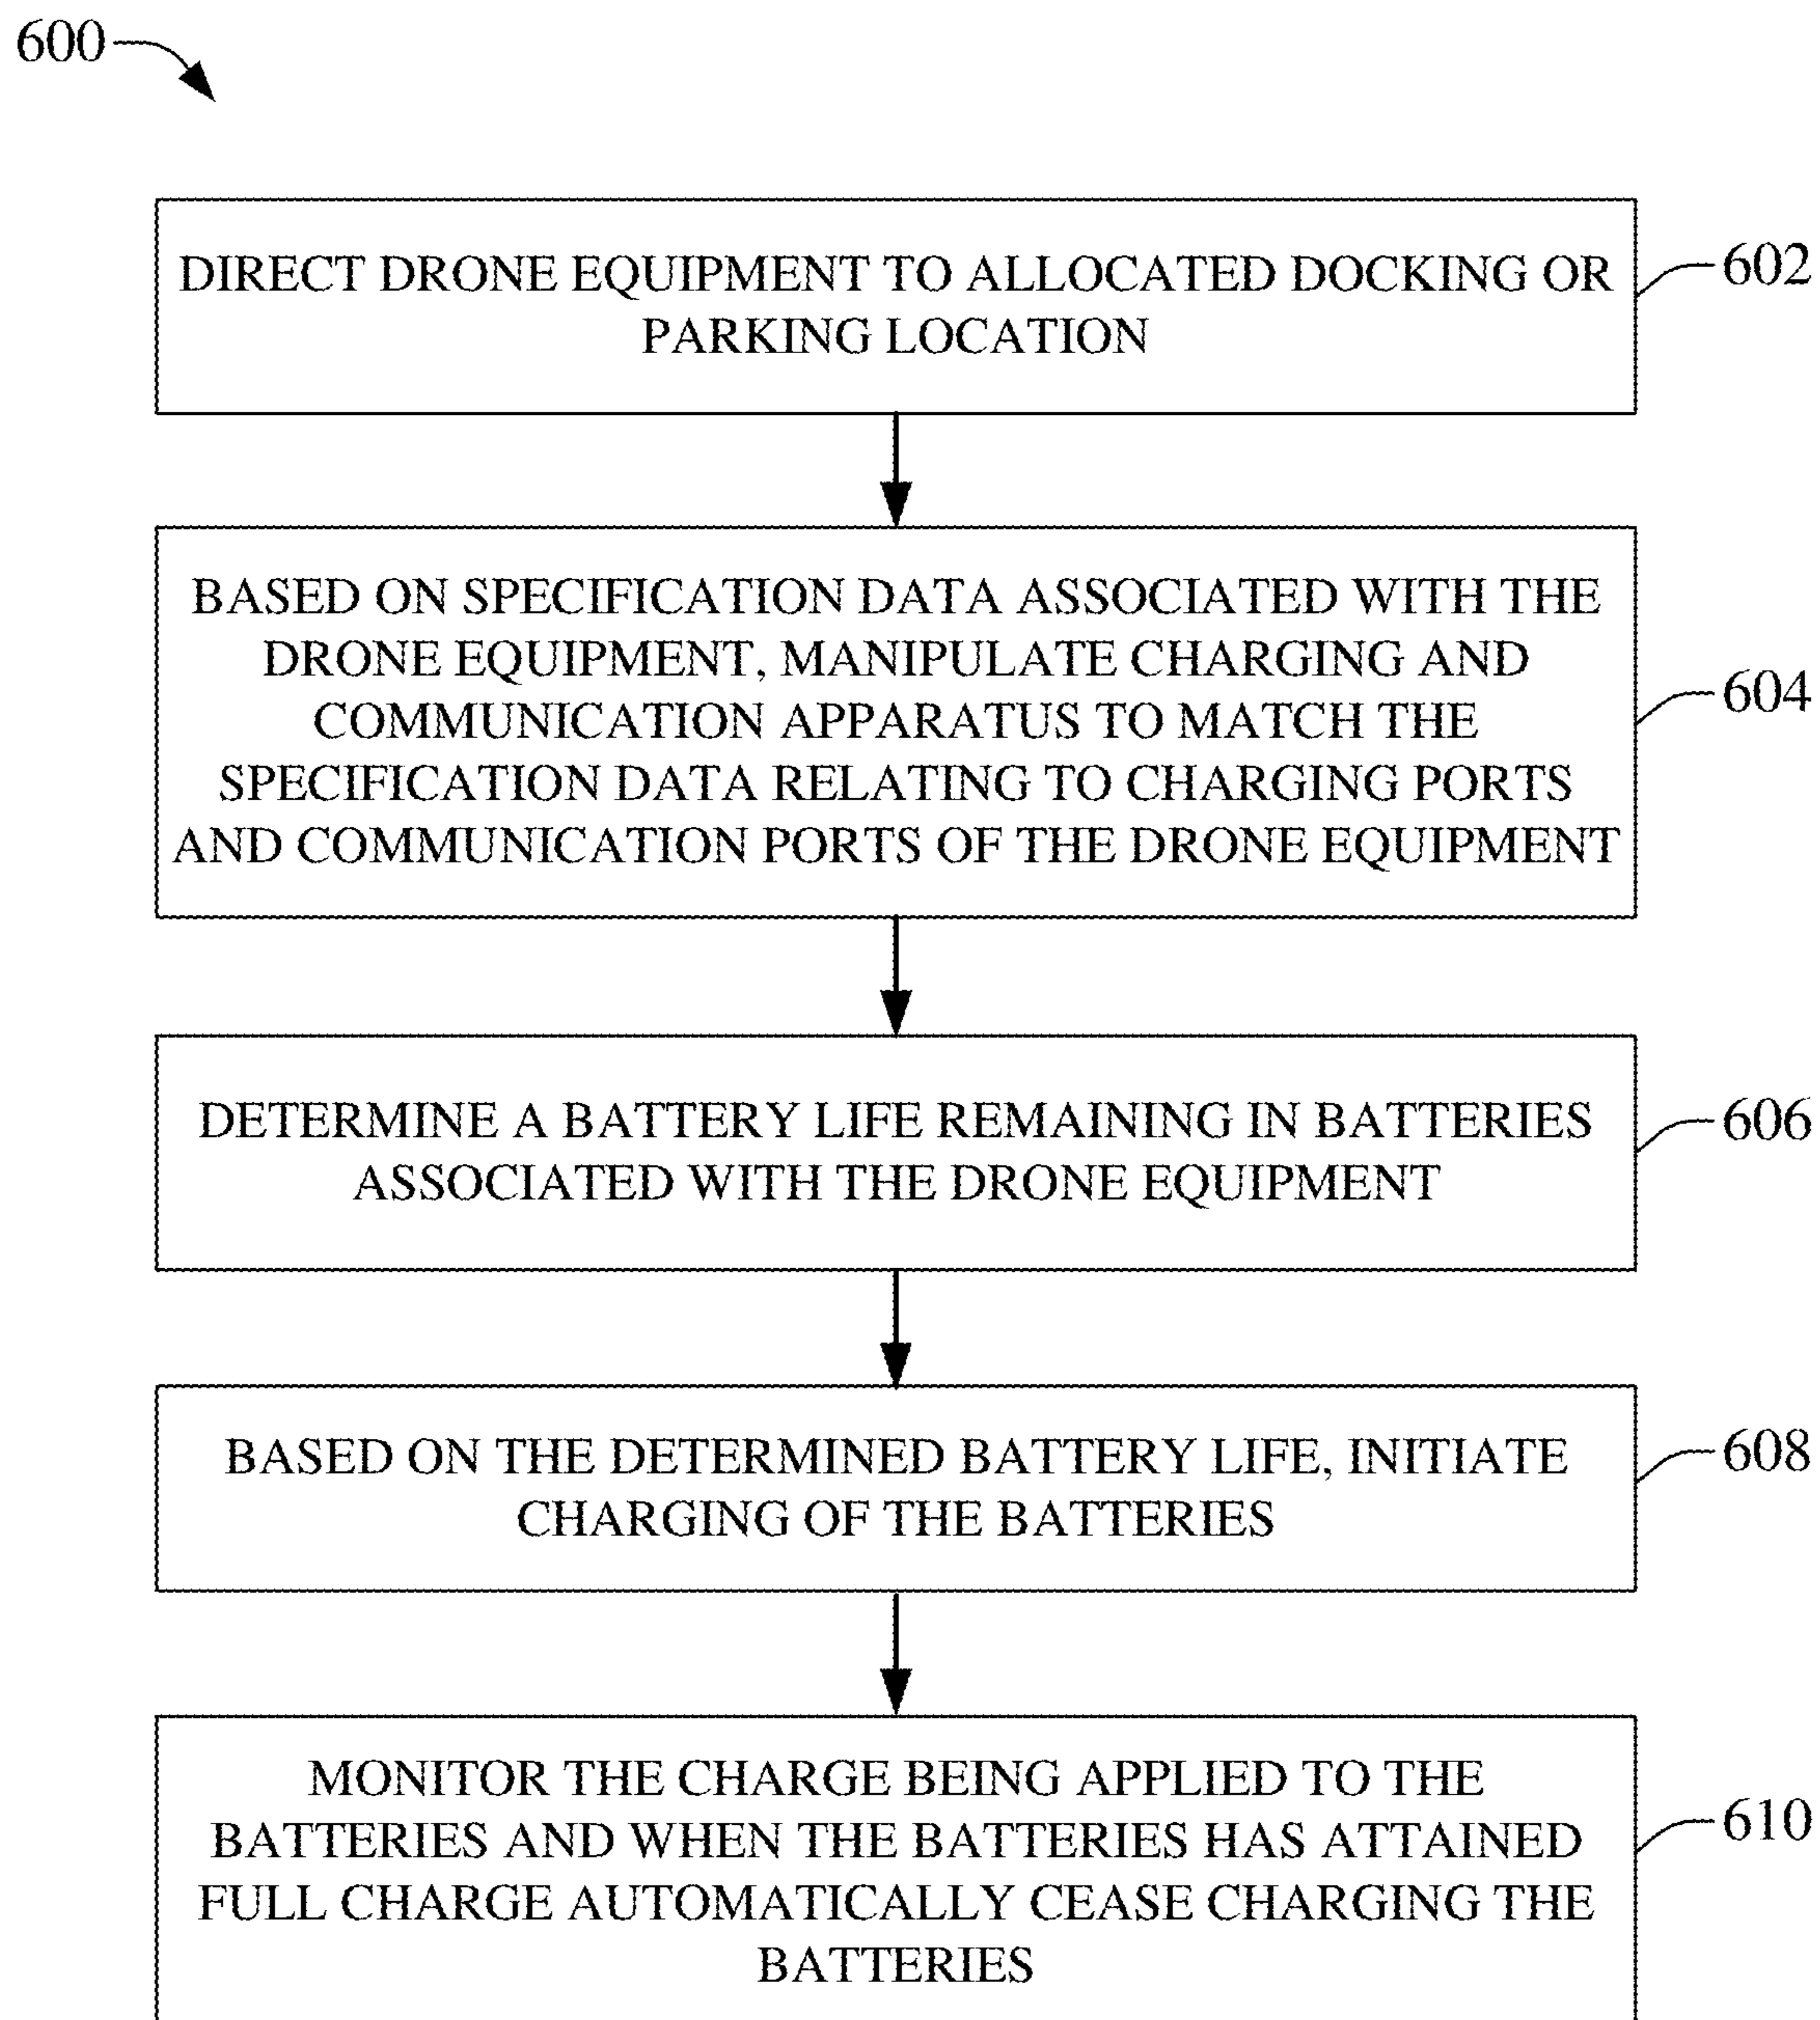 600
DIRECT DRONE EQUIPMENT TO ALLOCATED DOCKING OR
PARKING LOCATION
602
BASED ON SPECIFICATION DATA ASSOCIATED WITH THE
DRONE EQUIPMENT, MANIPULATE CHARGING AND
COMMUNICATION APPARATUS TO MATCH THE
SPECIFICATION DATA RELATING TO CHARGING PORTS
AND COMMUNICATION PORTS OF THE DRONE EQUIPMENT
604
DETERMINE A BATTERY LIFE REMAINING IN BATTERIES
ASSOCIATED WITH THE DRONE EQUIPMENT
606
BASED ON THE DETERMINED BATTERY LIFE, INITIATE
CHARGING OF THE BATTERIES
608
MONITOR THE CHARGE BEING APPLIED TO THE
BATTERIES AND WHEN THE BATTERIES HAS ATTAINED
FULL CHARGE AUTOMATICALLY CEASE CHARGING THE
BATTERIES
610